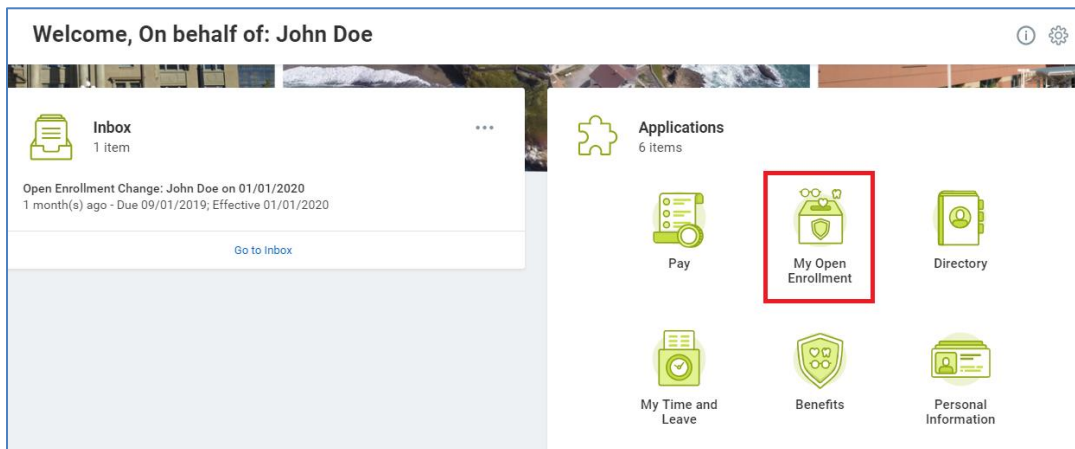 Welcome, On behalf of: John Doe
Inbox
1 item
Open Enrollment Change: John Doe on 01/01/2020
1 month(s) ago - Due 09/01/2019; Effective 01/01/2020
Go to Inbox
Applications
6 items
Pay
My Open
Enrollment
Directory
My Time and
Leave
Benefits
Personal
Information